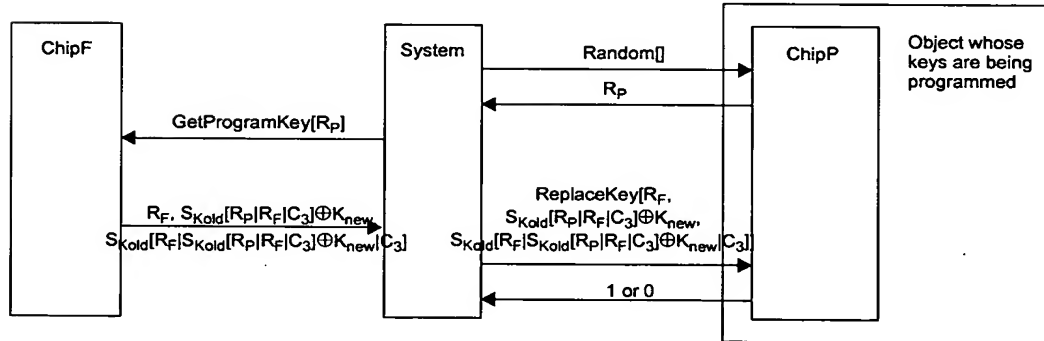 ChipF
System
ChipP
Object whose
keys are being
programmed
Random[]
R_P
GetProgramKey[R_P]
R_F, S_Kold[R_P|R_F|C_3]⊕K_new,
S_Kold[R_F|S_Kold[R_P|R_F|C_3]⊕K_new|C_3]
ReplaceKey[R_F,
S_Kold[R_P|R_F|C_3]⊕K_new,
S_Kold[R_F|S_Kold[R_P|R_F|C_3]⊕K_new|C_3]]
1 or 0